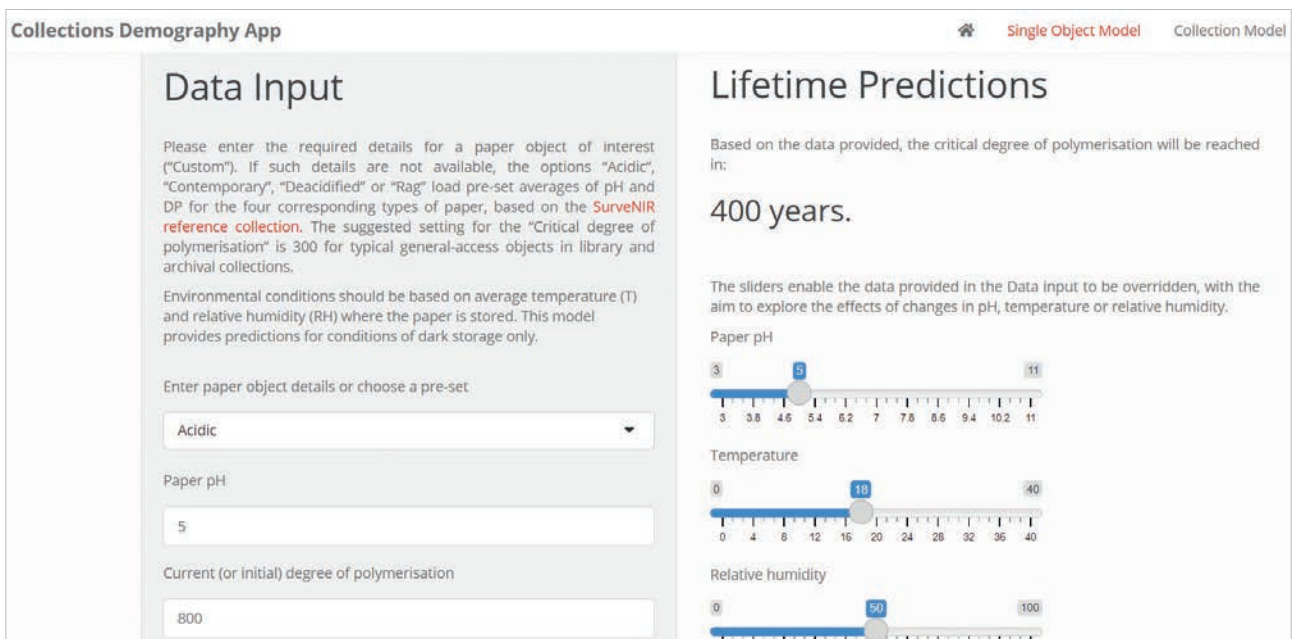 Collections Demography App
Single Object Model
Collection Model
Data Input
Please enter the required details for a paper object of interest
("Custom"). If such details are not available, the options "Acidic",
"Contemporary", "Deacidified" or "Rag" load pre-set averages of pH and
DP for the four corresponding types of paper, based on the SurveNIR
reference collection. The suggested setting for the "Critical degree of
polymerisation" is 300 for typical general-access objects in library and
archival collections.
Environmental conditions should be based on average temperature (T)
and relative humidity (RH) where the paper is stored. This model
provides predictions for conditions of dark storage only.
Enter paper object details or choose a pre-set
Acidic
Paper pH
5
Current (or initial) degree of polymerisation
800
Lifetime Predictions
Based on the data provided, the critical degree of polymerisation will be reached
in:
400 years.
The sliders enable the data provided in the Data input to be overridden, with the
aim to explore the effects of changes in pH, temperature or relative humidity.
Paper pH
3 5 11
3 3.8 4.6 5.4 6.2 7 7.8 8.6 9.4 10.2 11
Temperature
0 18 40
0 4 8 12 16 20 24 28 32 36 40
Relative humidity
0 50 100